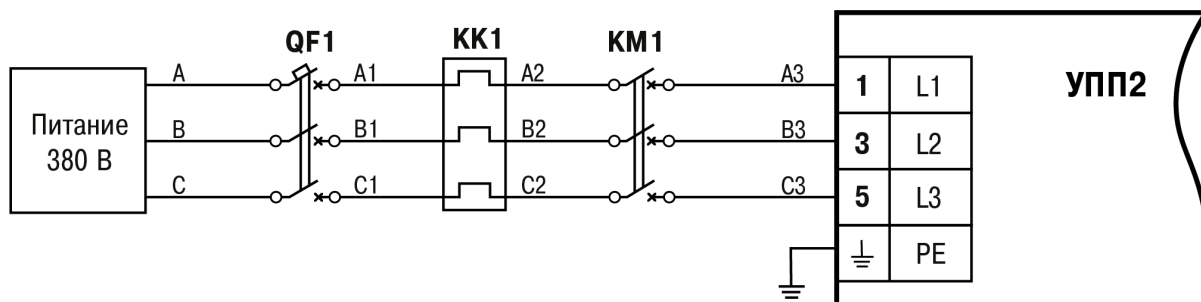 QF1 KK1 KM1
УПП2
Питание
380 В
A A1 A2 A3 1 L1
B B1 B2 B3 3 L2
C C1 C2 C3 5 L3
PE